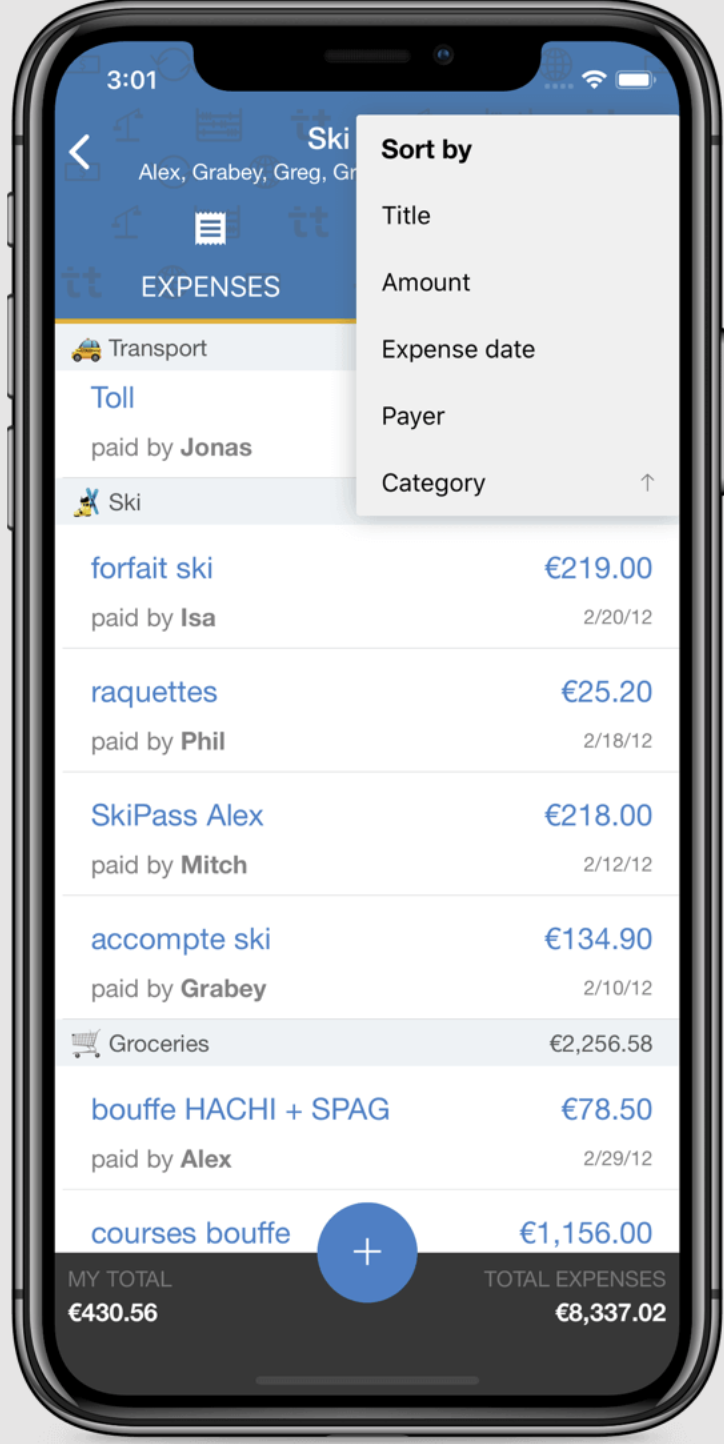 3:01
Ski
Alex, Grabey, Greg, Gr
EXPENSES
Sort by
Title
Amount
Expense date
Payer
Category ↑
Transport
Toll
paid by Jonas
Ski
forfait ski €219.00
paid by Isa 2/20/12
raquettes €25.20
paid by Phil 2/18/12
SkiPass Alex €218.00
paid by Mitch 2/12/12
accompte ski €134.90
paid by Grabey 2/10/12
Groceries €2,256.58
bouffe HACHI + SPAG €78.50
paid by Alex 2/29/12
courses bouffe €1,156.00
+
MY TOTAL TOTAL EXPENSES
€430.56 €8,337.02